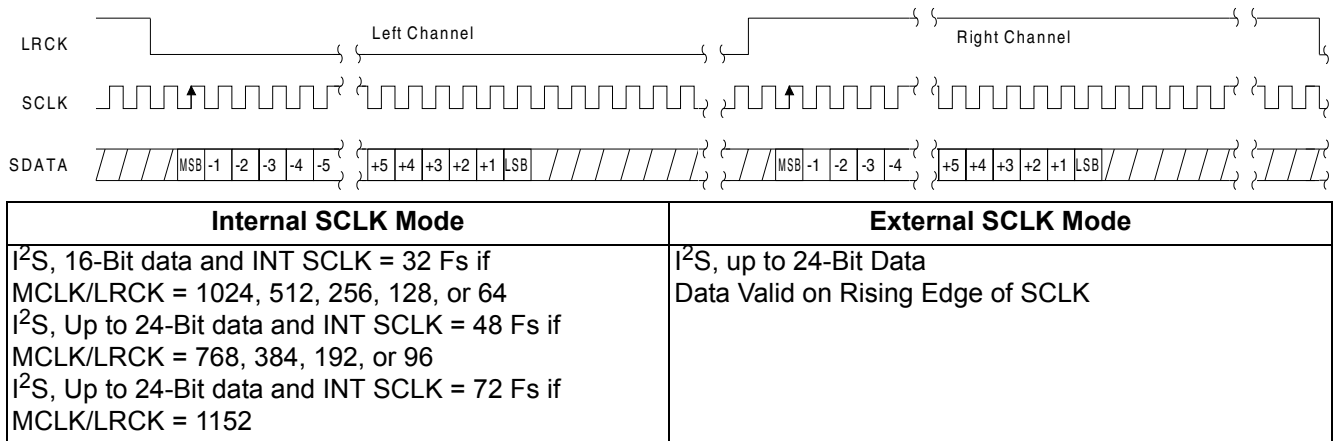 LRCK Left Channel Right Channel
SCLK
SDATA MSB -1 -2 -3 -4 -5 +5 +4 +3 +2 +1 LSB MSB -1 -2 -3 -4 +5 +4 +3 +2 +1 LSB
Internal SCLK Mode
I²S, 16-Bit data and INT SCLK = 32 Fs if
MCLK/LRCK = 1024, 512, 256, 128, or 64
I²S, Up to 24-Bit data and INT SCLK = 48 Fs if
MCLK/LRCK = 768, 384, 192, or 96
I²S, Up to 24-Bit data and INT SCLK = 72 Fs if
MCLK/LRCK = 1152
External SCLK Mode
I²S, up to 24-Bit Data
Data Valid on Rising Edge of SCLK